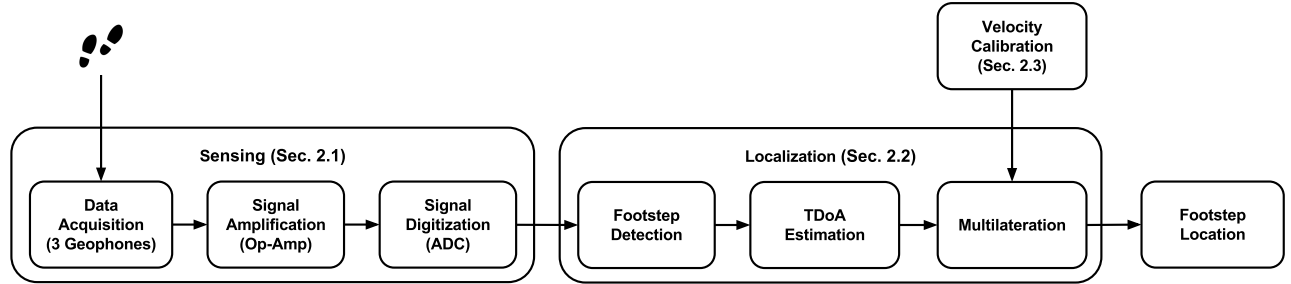 Velocity
Calibration
(Sec. 2.3)
Sensing (Sec. 2.1)
Localization (Sec. 2.2)
Data
Acquisition
(3 Geophones)
Signal
Amplification
(Op-Amp)
Signal
Digitization
(ADC)
Footstep
Detection
TDoA
Estimation
Multilateration
Footstep
Location